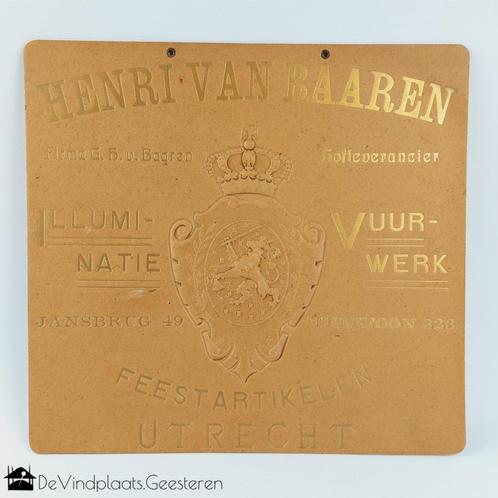 HENRI VAN BAAREN
Firma G. H. v. Baaren Hofleverancier
ILLUMI- VUUR-
NATIE WERK
JANSBRUG 49 TELEFOON 323
FEESTARTIKELEN
UTRECHT
DeVindplaats.Geesteren